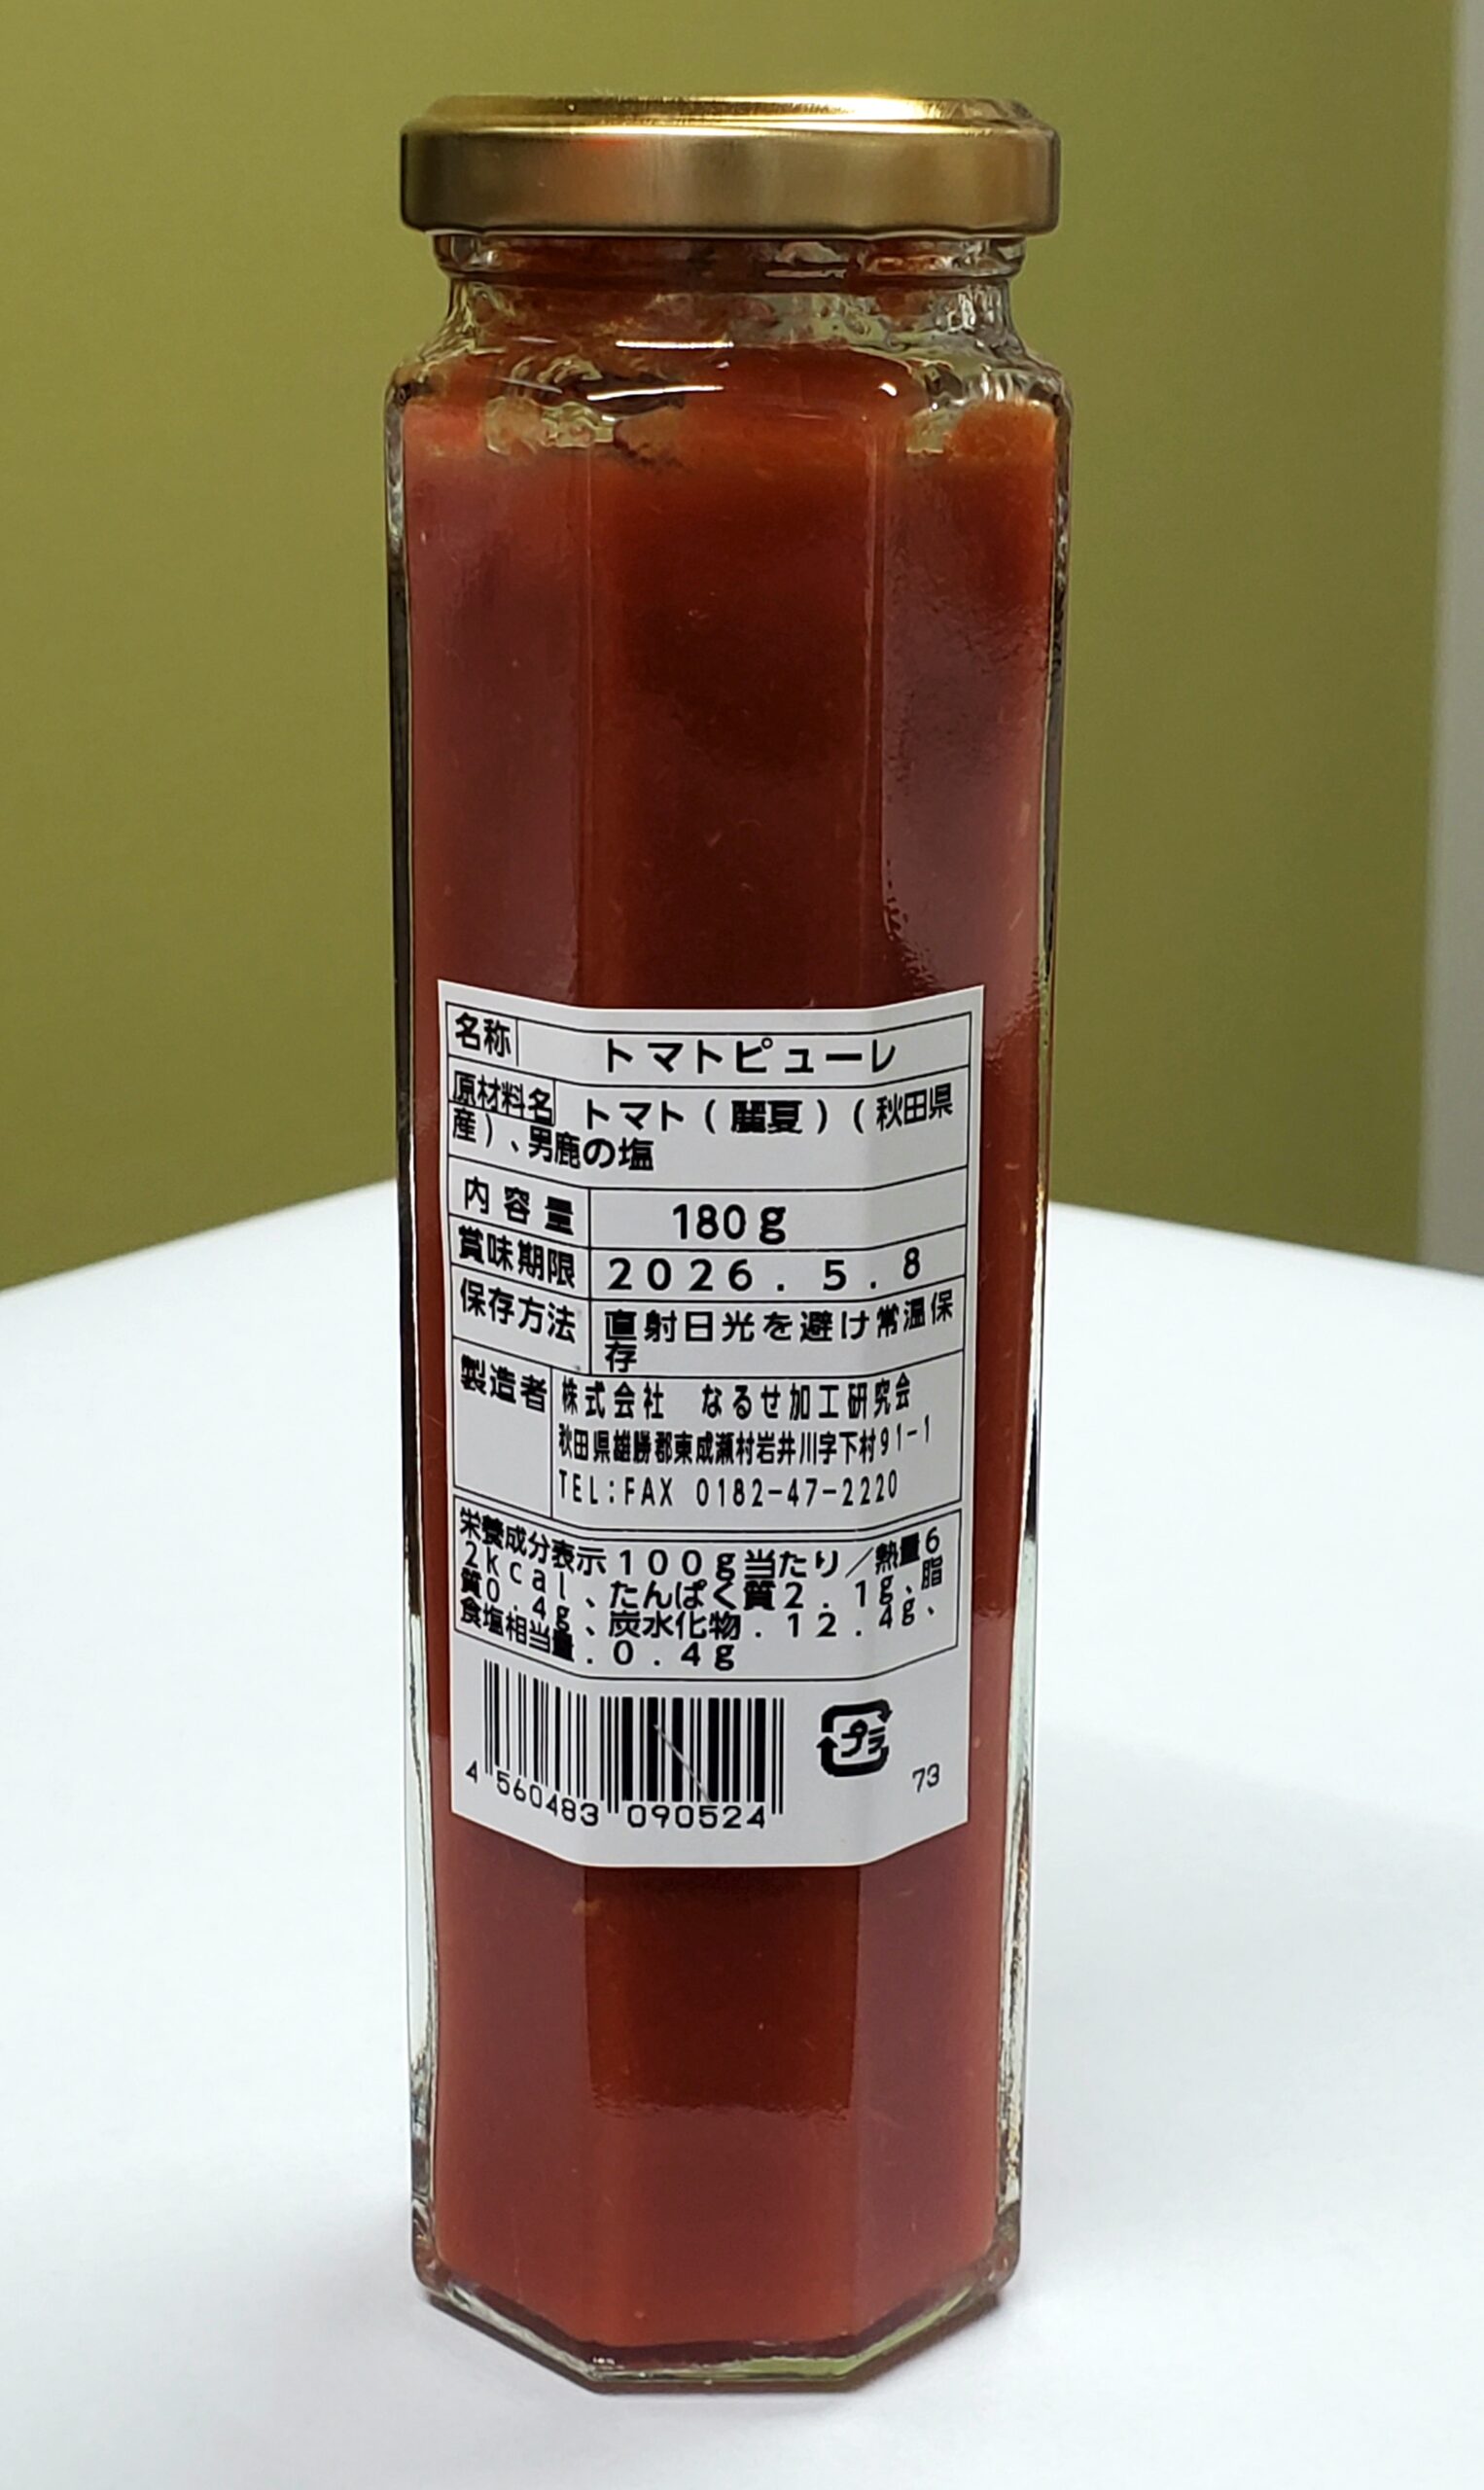 名称 トマトピューレ
原材料名 トマト(麗夏)(秋田県
産)、男鹿の塩
内容量 180g
賞味期限 2026.5.8
保存方法 直射日光を避け常温保
存
製造者 株式会社 なるせ加工研究会
秋田県雄勝郡東成瀬村岩井川字下村91-1
TEL:FAX 0182-47-2220
栄養成分表示100g当たり/熱量6
2kcal、たんぱく質2.1g、脂
質0.4g、炭水化物.12.4g、
食塩相当量.0.4g
プラ
73
4 560483 090524